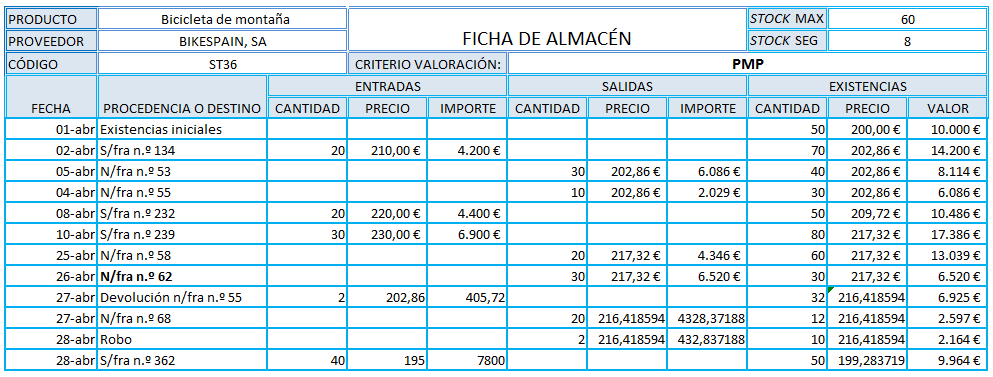 PRODUCTO Bicicleta de montaña STOCK MAX 60
PROVEEDOR BIKESPAIN, SA FICHA DE ALMACÉN STOCK SEG 8
CÓDIGO ST36 CRITERIO VALORACIÓN: PMP
ENTRADAS SALIDAS EXISTENCIAS
FECHA PROCEDENCIA O DESTINO CANTIDAD PRECIO IMPORTE CANTIDAD PRECIO IMPORTE CANTIDAD PRECIO VALOR
01-abr Existencias iniciales 50 200,00 € 10.000 €
02-abr S/fra n.º 134 20 210,00 € 4.200 € 70 202,86 € 14.200 €
05-abr N/fra n.º 53 30 202,86 € 6.086 € 40 202,86 € 8.114 €
04-abr N/fra n.º 55 10 202,86 € 2.029 € 30 202,86 € 6.086 €
08-abr S/fra n.º 232 20 220,00 € 4.400 € 50 209,72 € 10.486 €
10-abr S/fra n.º 239 30 230,00 € 6.900 € 80 217,32 € 17.386 €
25-abr N/fra n.º 58 20 217,32 € 4.346 € 60 217,32 € 13.039 €
26-abr N/fra n.º 62 30 217,32 € 6.520 € 30 217,32 € 6.520 €
27-abr Devolución n/fra n.º 55 2 202,86 405,72 32 216,418594 6.925 €
27-abr N/fra n.º 68 20 216,418594 4328,37188 12 216,418594 2.597 €
28-abr Robo 2 216,418594 432,837188 10 216,418594 2.164 €
28-abr S/fra n.º 362 40 195 7800 50 199,283719 9.964 €